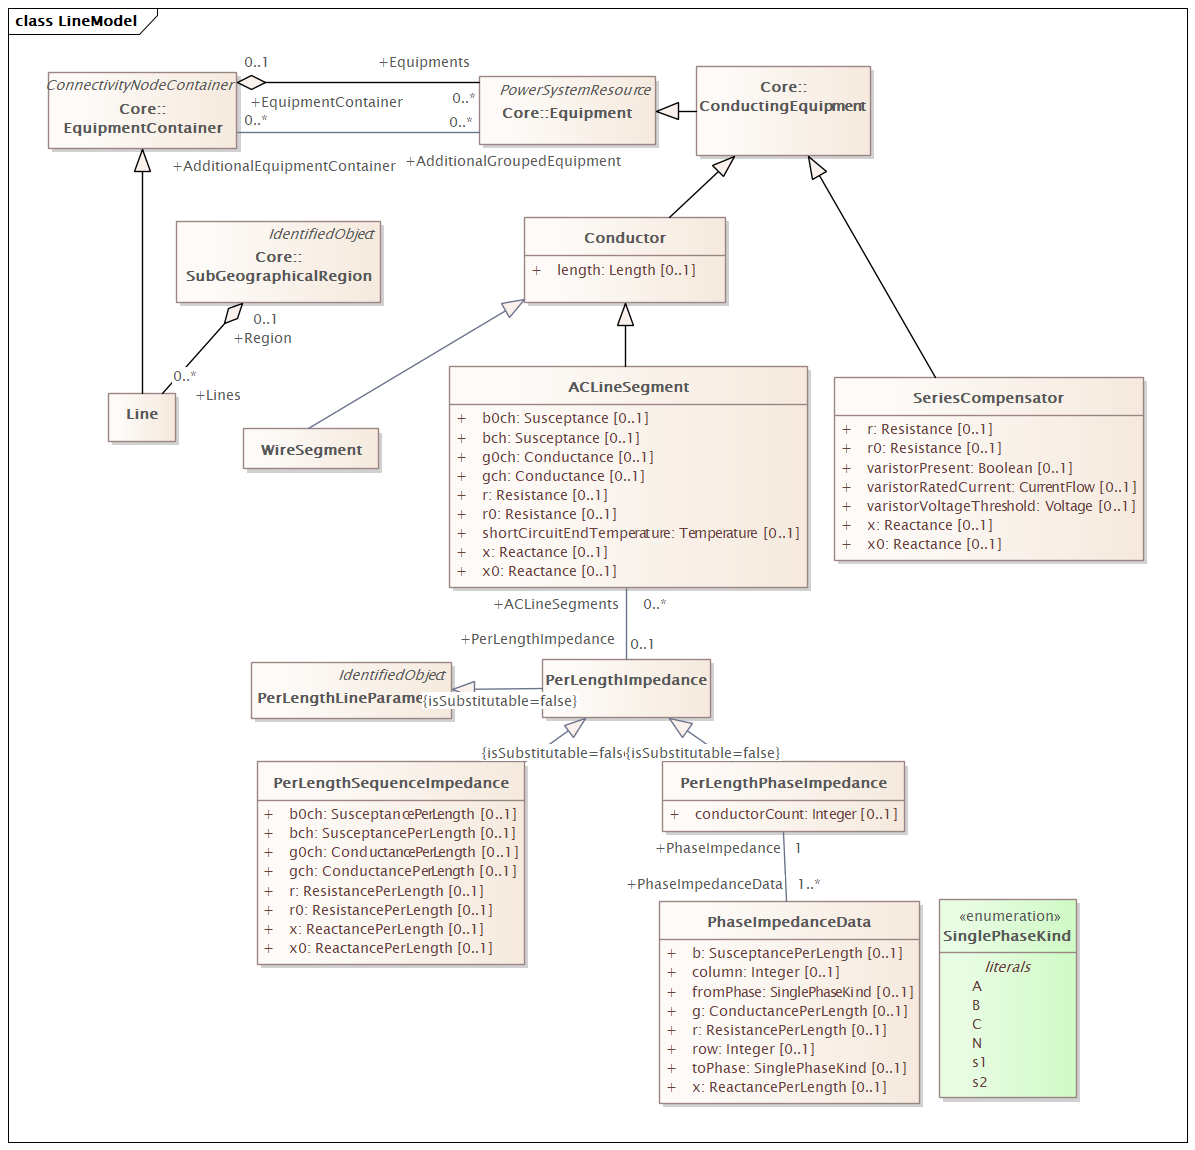 class LineModel
ConnectivityNodeContainer
Core::
EquipmentContainer
0..1
+Equipments
+EquipmentContainer
0..*
0..*
0..*
+AdditionalEquipmentContainer
+AdditionalGroupedEquipment
PowerSystemResource
Core::Equipment
Core::
ConductingEquipment
IdentifiedObject
Core::
SubGeographicalRegion
0..1
+Region
0..*
+Lines
Line
Conductor
+ length: Length [0..1]
WireSegment
ACLineSegment
+ b0ch: Susceptance [0..1]
+ bch: Susceptance [0..1]
+ g0ch: Conductance [0..1]
+ gch: Conductance [0..1]
+ r: Resistance [0..1]
+ r0: Resistance [0..1]
+ shortCircuitEndTemperature: Temperature [0..1]
+ x: Reactance [0..1]
+ x0: Reactance [0..1]
SeriesCompensator
+ r: Resistance [0..1]
+ r0: Resistance [0..1]
+ varistorPresent: Boolean [0..1]
+ varistorRatedCurrent: CurrentFlow [0..1]
+ varistorVoltageThreshold: Voltage [0..1]
+ x: Reactance [0..1]
+ x0: Reactance [0..1]
+ACLineSegments
0..*
+PerLengthImpedance
0..1
IdentifiedObject
PerLengthLineParame
{isSubstitutable=false}
PerLengthImpedance
{isSubstitutable=fals
{isSubstitutable=false}
PerLengthSequenceImpedance
+ b0ch: SusceptancePerLength [0..1]
+ bch: SusceptancePerLength [0..1]
+ g0ch: ConductancePerLength [0..1]
+ gch: ConductancePerLength [0..1]
+ r: ResistancePerLength [0..1]
+ r0: ResistancePerLength [0..1]
+ x: ReactancePerLength [0..1]
+ x0: ReactancePerLength [0..1]
PerLengthPhaseImpedance
+ conductorCount: Integer [0..1]
+PhaseImpedance
1
+PhaseImpedanceData
1..*
PhaseImpedanceData
+ b: SusceptancePerLength [0..1]
+ column: Integer [0..1]
+ fromPhase: SinglePhaseKind [0..1]
+ g: ConductancePerLength [0..1]
+ r: ResistancePerLength [0..1]
+ row: Integer [0..1]
+ toPhase: SinglePhaseKind [0..1]
+ x: ReactancePerLength [0..1]
«enumeration»
SinglePhaseKind
literals
A
B
C
N
s1
s2